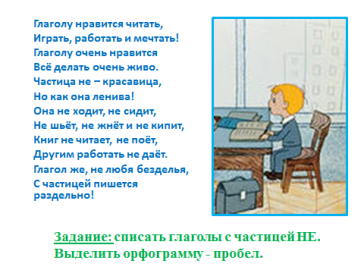 Глаголу нравится читать,
Играть, работать и мечтать!
Глаголу очень нравится
Всё делать очень живо.
Частица не – красавица,
Но как она ленива!
Она не ходит, не сидит,
Не шьёт, не жнёт и не кипит,
Книг не читает, не поёт,
Другим работать не даёт.
Глагол же, не любя безделья,
С частицей пишется
раздельно!
Задание: списать глаголы с частицей НЕ.
Выделить орфограмму - пробел.